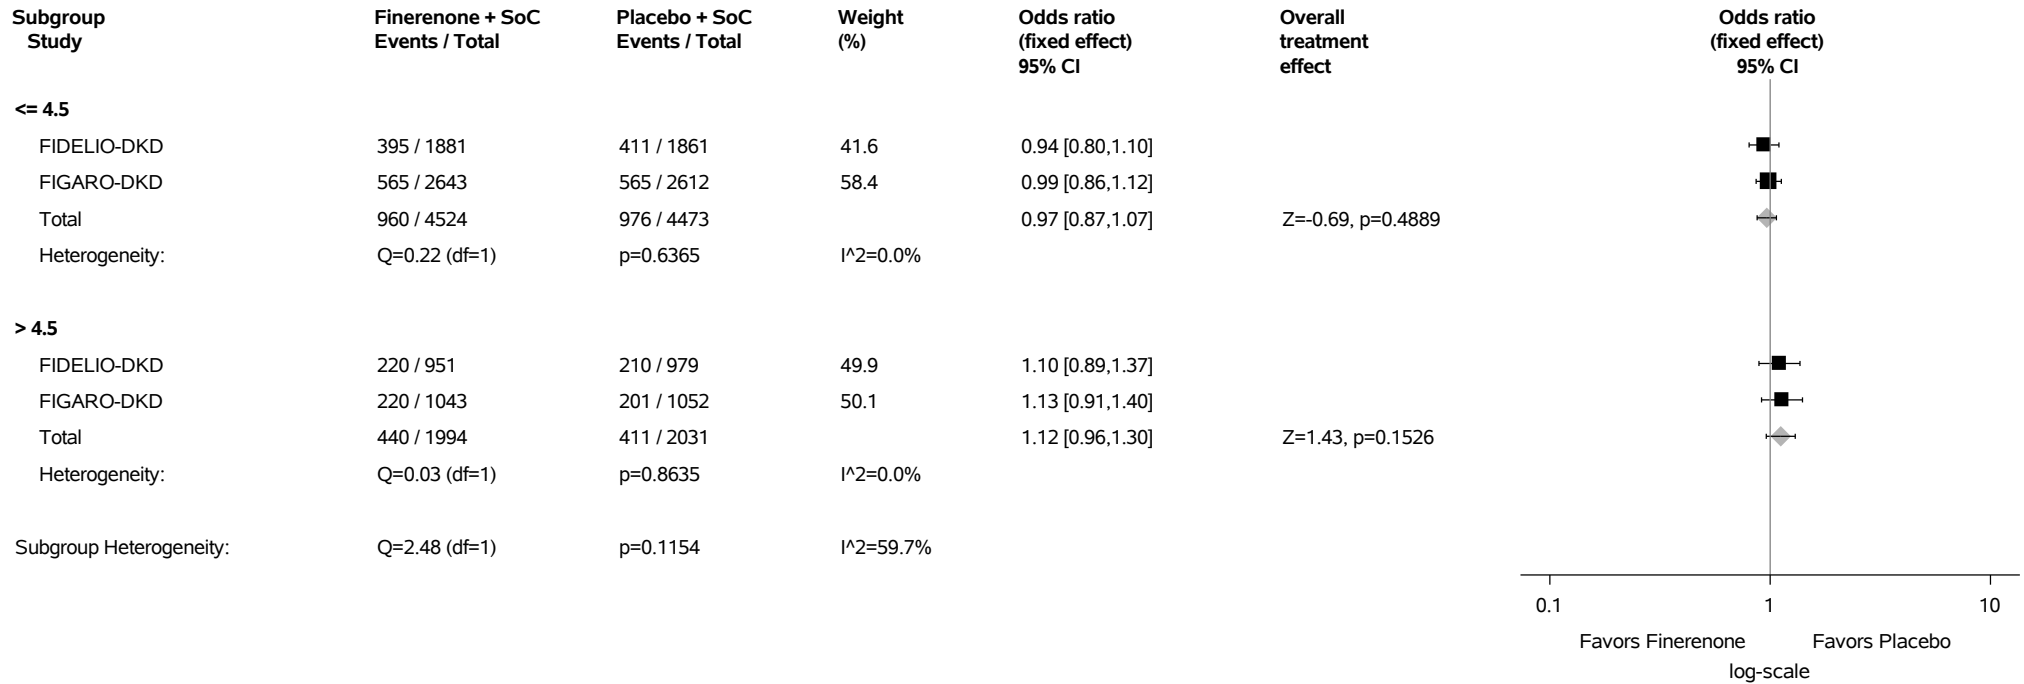 Subgroup Finerenone + SoC Placebo + SoC Weight Odds ratio Overall Odds ratio
Study Events / Total Events / Total (%) (fixed effect) treatment (fixed effect)
95% CI effect 95% CI
<= 4.5
FIDELIO-DKD 395 / 1881 411 / 1861 41.6 0.94 [0.80,1.10]
FIGARO-DKD 565 / 2643 565 / 2612 58.4 0.99 [0.86,1.12]
Total 960 / 4524 976 / 4473 0.97 [0.87,1.07] Z=-0.69, p=0.4889
Heterogeneity: Q=0.22 (df=1) p=0.6365 I^2=0.0%
> 4.5
FIDELIO-DKD 220 / 951 210 / 979 49.9 1.10 [0.89,1.37]
FIGARO-DKD 220 / 1043 201 / 1052 50.1 1.13 [0.91,1.40]
Total 440 / 1994 411 / 2031 1.12 [0.96,1.30] Z=1.43, p=0.1526
Heterogeneity: Q=0.03 (df=1) p=0.8635 I^2=0.0%
Subgroup Heterogeneity: Q=2.48 (df=1) p=0.1154 I^2=59.7%
0.1 1 10
Favors Finerenone Favors Placebo
log-scale